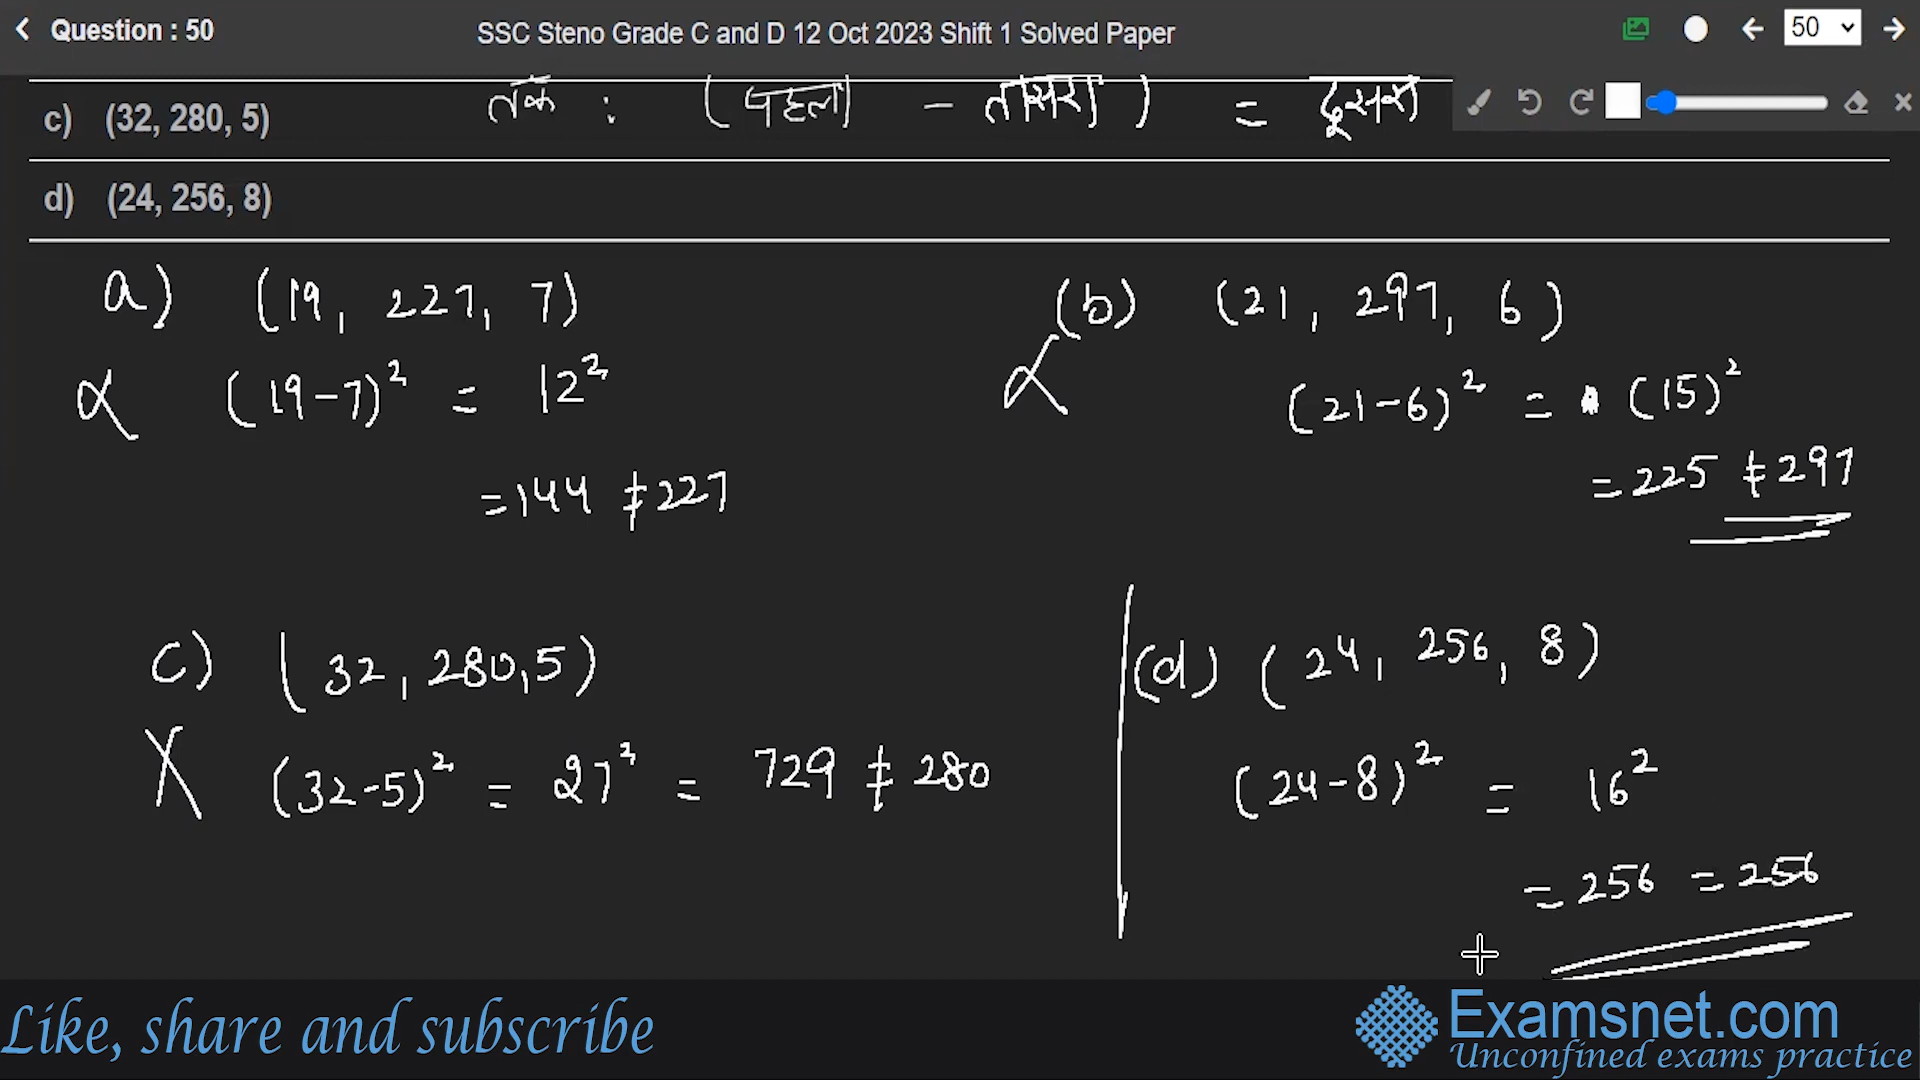 Question : 50
SSC Steno Grade C and D 12 Oct 2023 Shift 1 Solved Paper
50
c) (32, 280, 5)
तर्क : (पहला - तीसरा) = दूसरा
d) (24, 256, 8)
a) (19, 227, 7)
(19-7)² = 12²
=144 ≠ 227
(b) (21, 297, 6)
(21-6)² = (15)²
= 225 ≠ 297
c) (32, 280, 5)
X (32-5)² = 27² = 729 ≠ 280
(d) (24, 256, 8)
(24-8)² = 16²
= 256 = 256
Like, share and subscribe
Examsnet.com
Unconfined exams practice